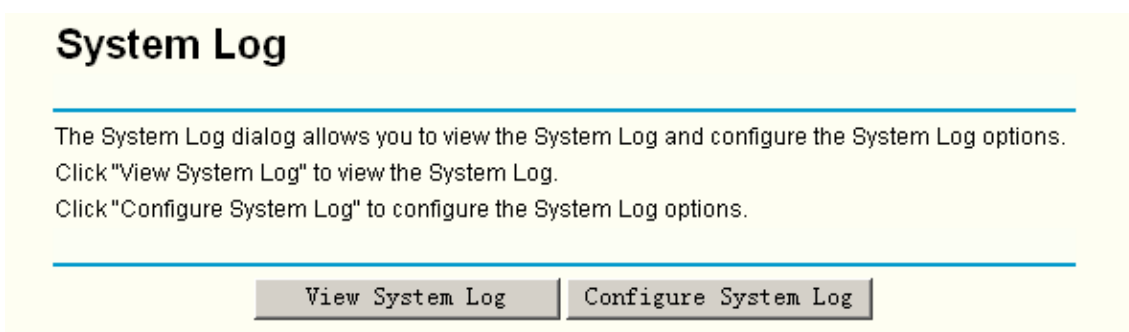 System Log
The System Log dialog allows you to view the System Log and configure the System Log options.
Click "View System Log" to view the System Log.
Click "Configure System Log" to configure the System Log options.
View System Log Configure System Log